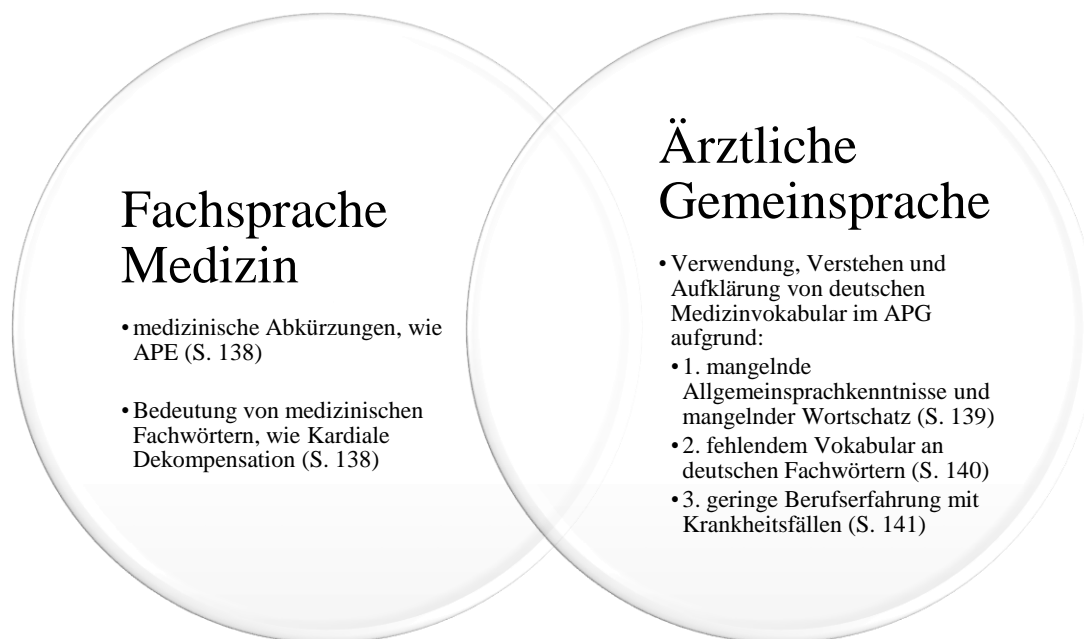 Fachsprache
Medizin
• medizinische Abkürzungen, wie
APE (S. 138)
• Bedeutung von medizinischen
Fachwörtern, wie Kardiale
Dekompensation (S. 138)
Ärztliche
Gemeinsprache
• Verwendung, Verstehen und
Aufklärung von deutschen
Medizinvokabular im APG
aufgrund:
• 1. mangelnde
Allgemeinsprachkenntnisse und
mangelnder Wortschatz (S. 139)
• 2. fehlendem Vokabular an
deutschen Fachwörtern (S. 140)
• 3. geringe Berufserfahrung mit
Krankheitsfällen (S. 141)